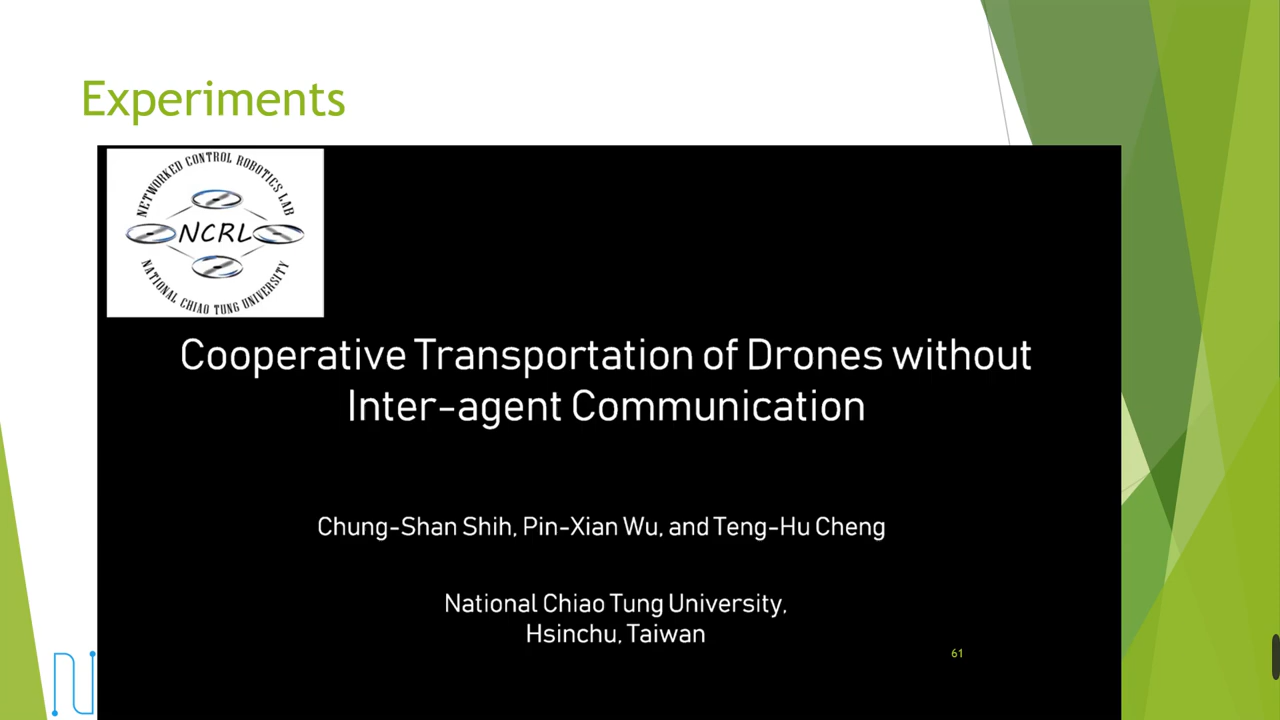 Experiments
NETWORKED CONTROL ROBOTICS LAB
NCRL
NATIONAL CHIAO TUNG UNIVERSITY
Cooperative Transportation of Drones without
Inter-agent Communication
Chung-Shan Shih, Pin-Xian Wu, and Teng-Hu Cheng
National Chiao Tung University,
Hsinchu, Taiwan
61